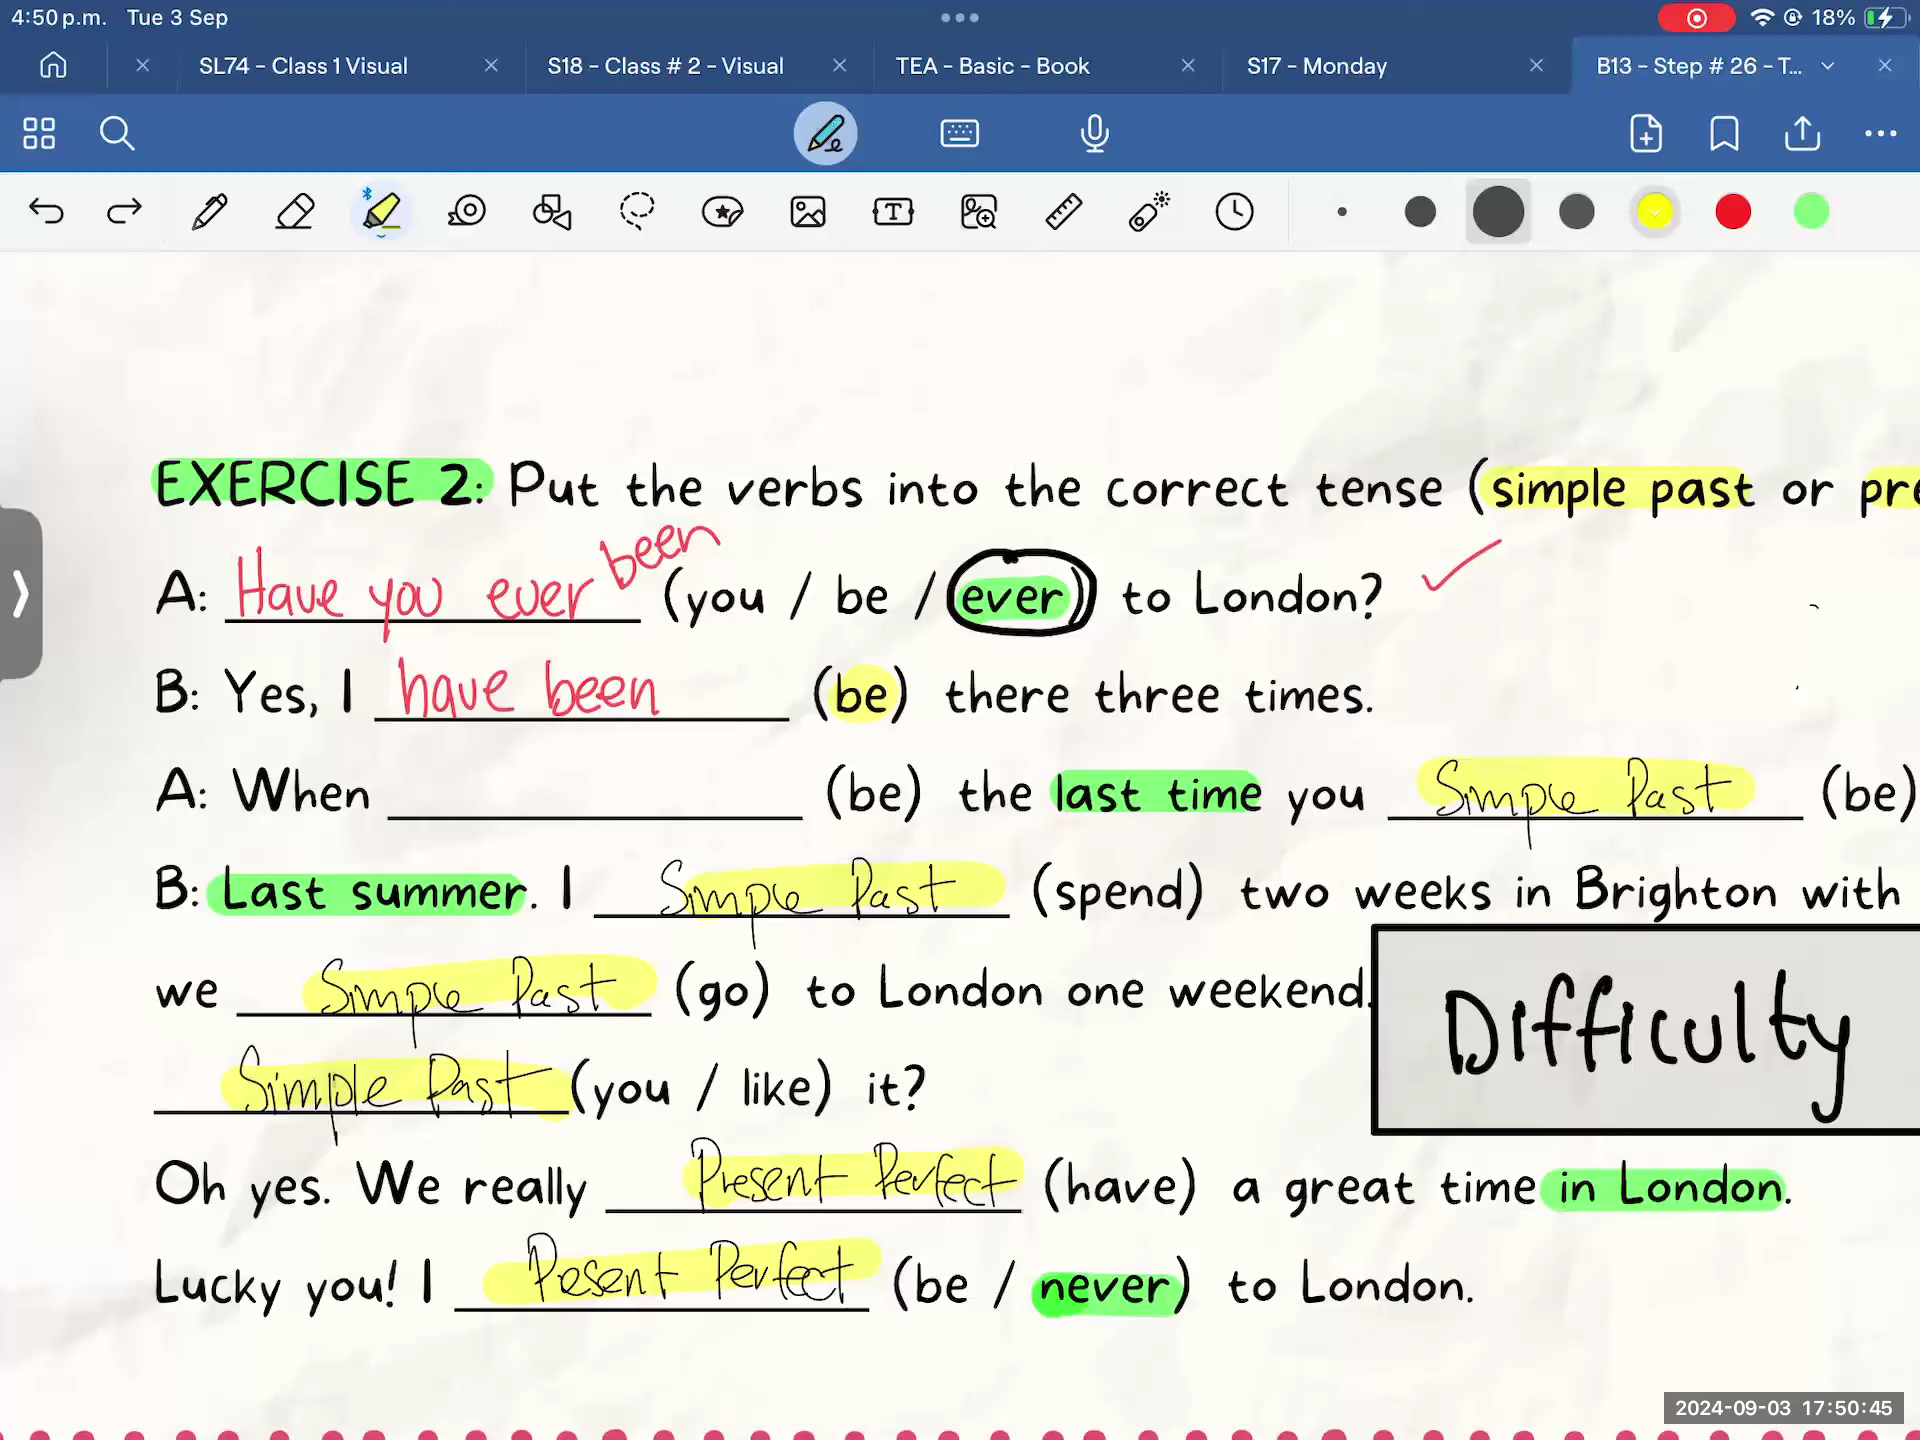 4:50 p.m. Tue 3 Sep 18%
SL74 - Class 1 Visual S18 - Class # 2 - Visual TEA - Basic - Book S17 - Monday B13 - Step # 26 - T...
EXERCISE 2: Put the verbs into the correct tense (simple past or pre
A: Have you ever been (you / be / ever) to London?
B: Yes, I have been (be) there three times.
A: When (be) the last time you Simple Past (be)
B: Last summer. I Simple Past (spend) two weeks in Brighton with
we Simple Past (go) to London one weekend.
Difficulty
Simple Past (you / like) it?
Oh yes. We really Present Perfect (have) a great time in London.
Lucky you! I Present Perfect (be / never) to London.
2024-09-03 17:50:45